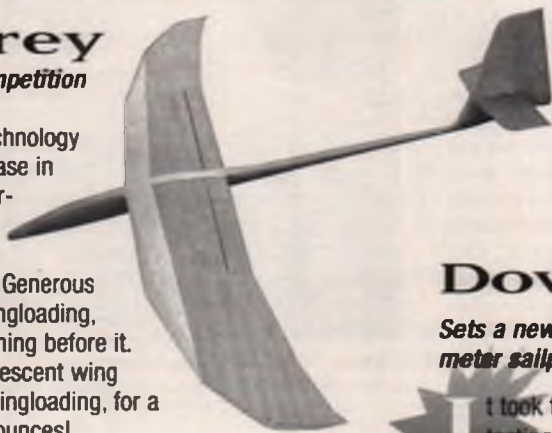 rey
mpetition
chnology
ase in
r-
Generous
ngloading,
ning before it.
escent wing
ingloading, for a
ounces!
Dov
Sets a new
meter sailp
I
t took t